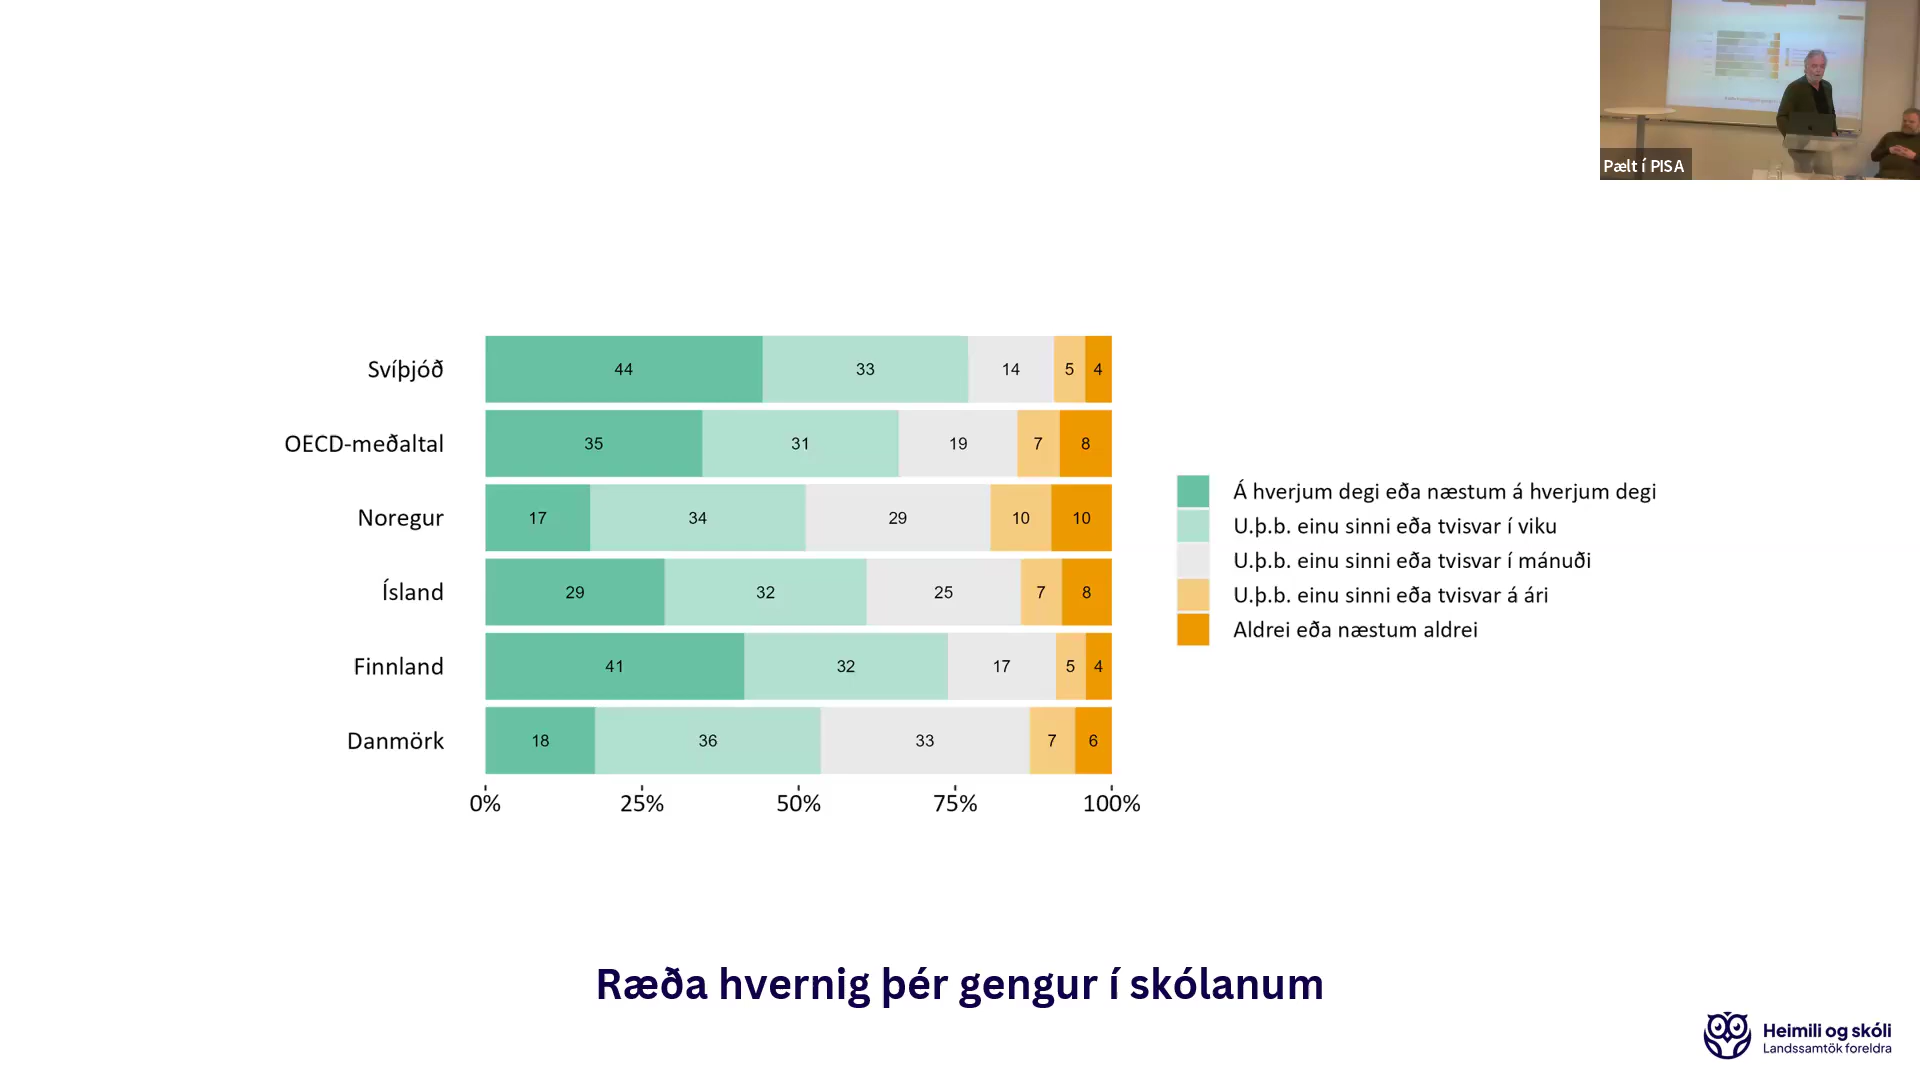 Pælt í PISA
Svíþjóð 44 33 14 5 4
OECD-meðaltal 35 31 19 7 8
Noregur 17 34 29 10 10
Ísland 29 32 25 7 8
Finnland 41 32 17 5 4
Danmörk 18 36 33 7 6
0% 25% 50% 75% 100%
Á hverjum degi eða næstum á hverjum degi
U.þ.b. einu sinni eða tvisvar í viku
U.þ.b. einu sinni eða tvisvar í mánuði
U.þ.b. einu sinni eða tvisvar á ári
Aldrei eða næstum aldrei
Ræða hvernig þér gengur í skólanum
Heimili og skóli
Landssamtök foreldra